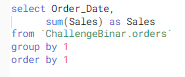 select Order_Date,
sum(Sales) as Sales
from `ChallengeBinar.orders`
group by 1
order by 1